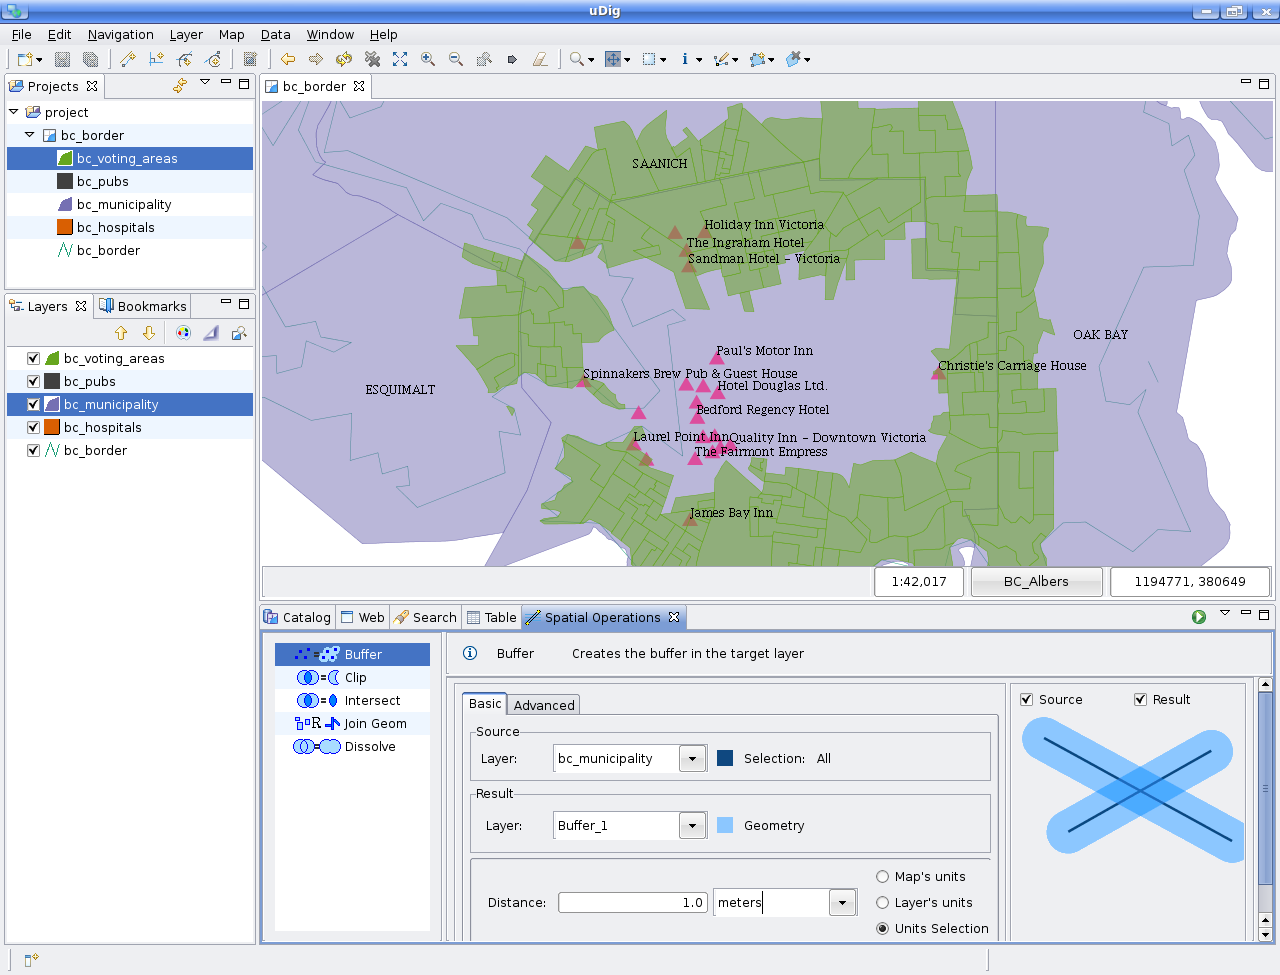 uDig
File Edit Navigation Layer Map Data Window Help
Projects
project
bc_border
bc_voting_areas
bc_pubs
bc_municipality
bc_hospitals
bc_border
Layers Bookmarks
bc_voting_areas
bc_pubs
bc_municipality
bc_hospitals
bc_border
bc_border
SAANICH
Holiday Inn Victoria
The Ingraham Hotel
Sandman Hotel – Victoria
OAK BAY
Paul's Motor Inn
Christie's Carriage House
Spinnakers Brew Pub & Guest House
ESQUIMALT
Hotel Douglas Ltd.
Bedford Regency Hotel
Laurel Point Inn
Quality Inn – Downtown Victoria
The Fairmont Empress
James Bay Inn
1:42,017 BC_Albers 1194771, 380649
Catalog Web Search Table Spatial Operations
Buffer
Clip
Intersect
Join Geom
Dissolve
Buffer Creates the buffer in the target layer
Basic Advanced
Source
Layer: bc_municipality Selection: All
Result
Layer: Buffer_1 Geometry
Distance: 1.0 meters
Map's units
Layer's units
Units Selection
Source Result